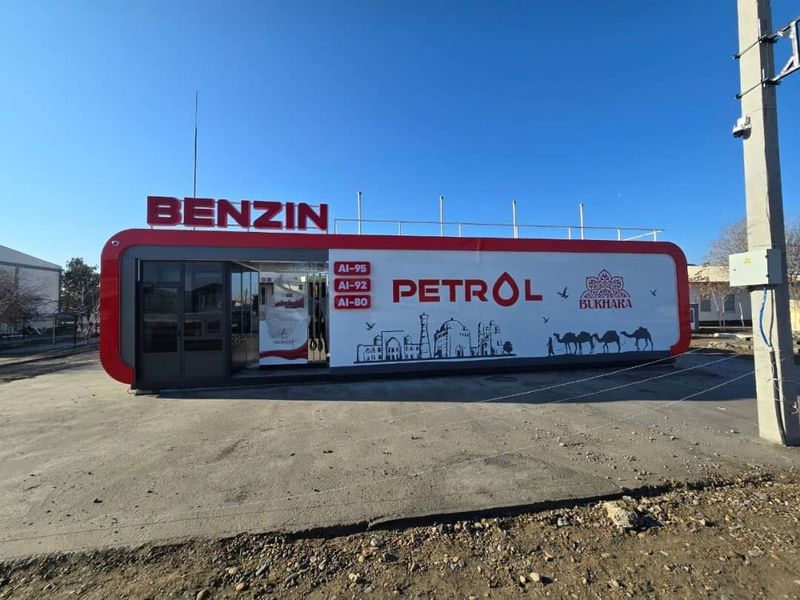 BENZIN
AI-95
AI-92
AI-80
PETROL
BUKHARA